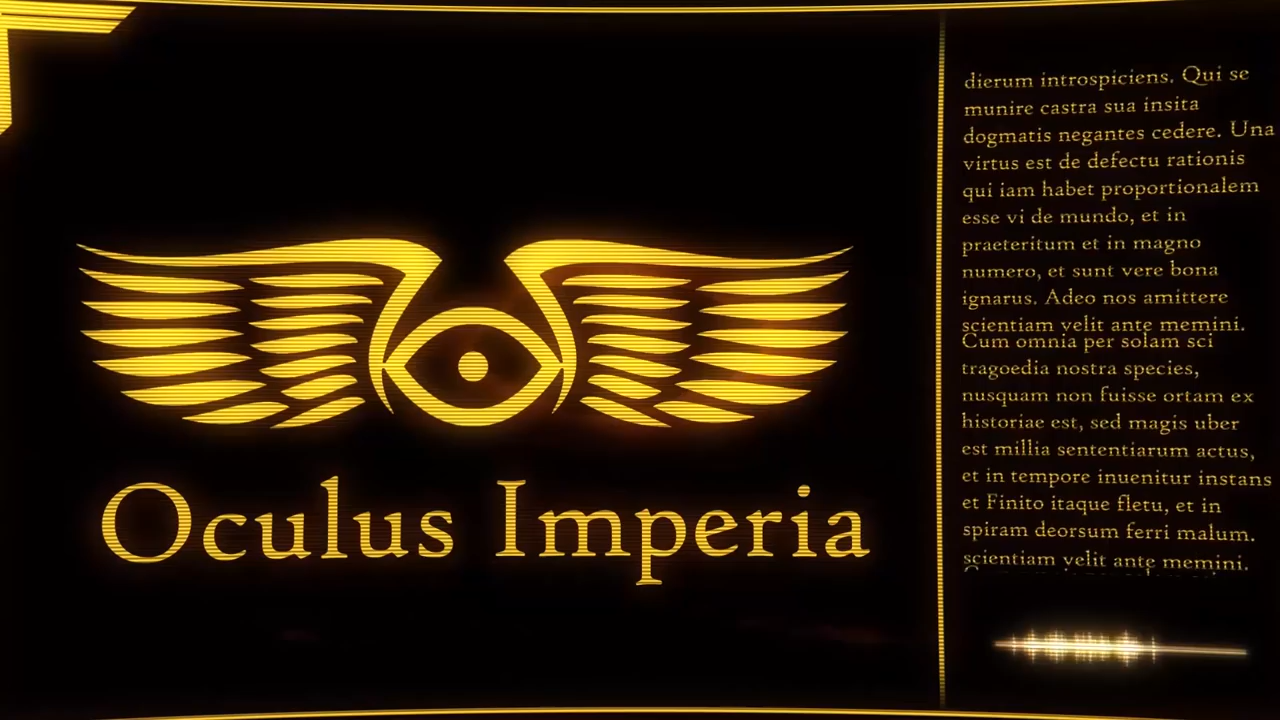 Oculus Imperia
dierum introspiciens. Qui se
munire castra sua insita
dogmatis negantes cedere. Una
virtus est de defectu rationis
qui iam habet proportionalem
esse vi de mundo, et in
praeteritum et in magno
numero, et sunt vere bona
ignarus. Adeo nos amittere
scientiam velit ante memini.
Cum omnia per solam sci
tragoedia nostra species,
nusquam non fuisse ortam ex
historiae est, sed magis uber
est millia sententiarum actus,
et in tempore inuenitur instans
et Finito itaque fletu, et in
spiram deorsum ferri malum.
scientiam velit ante memini.